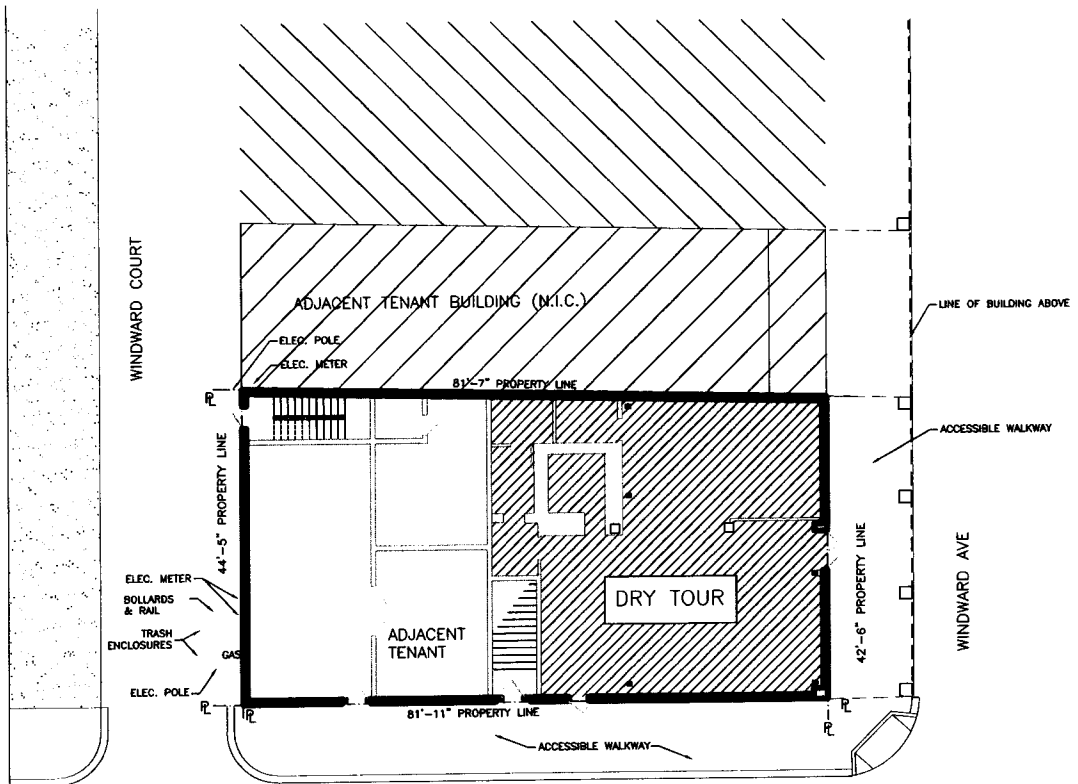 WINDWARD COURT
ADJACENT TENANT BUILDING (N.I.C.)
LINE OF BUILDING ABOVE
ELEC. POLE
ELEC. METER
81'-7" PROPERTY LINE
PL
PL
ACCESSIBLE WALKWAY
44'-5" PROPERTY LINE
42'-6" PROPERTY LINE
WINDWARD AVE
ELEC. METER
BOLLARDS
& RAIL
TRASH
ENCLOSURES
GAS
ELEC. POLE
DRY TOUR
ADJACENT
TENANT
PL
PL
81'-11" PROPERTY LINE
PL
PL
ACCESSIBLE WALKWAY